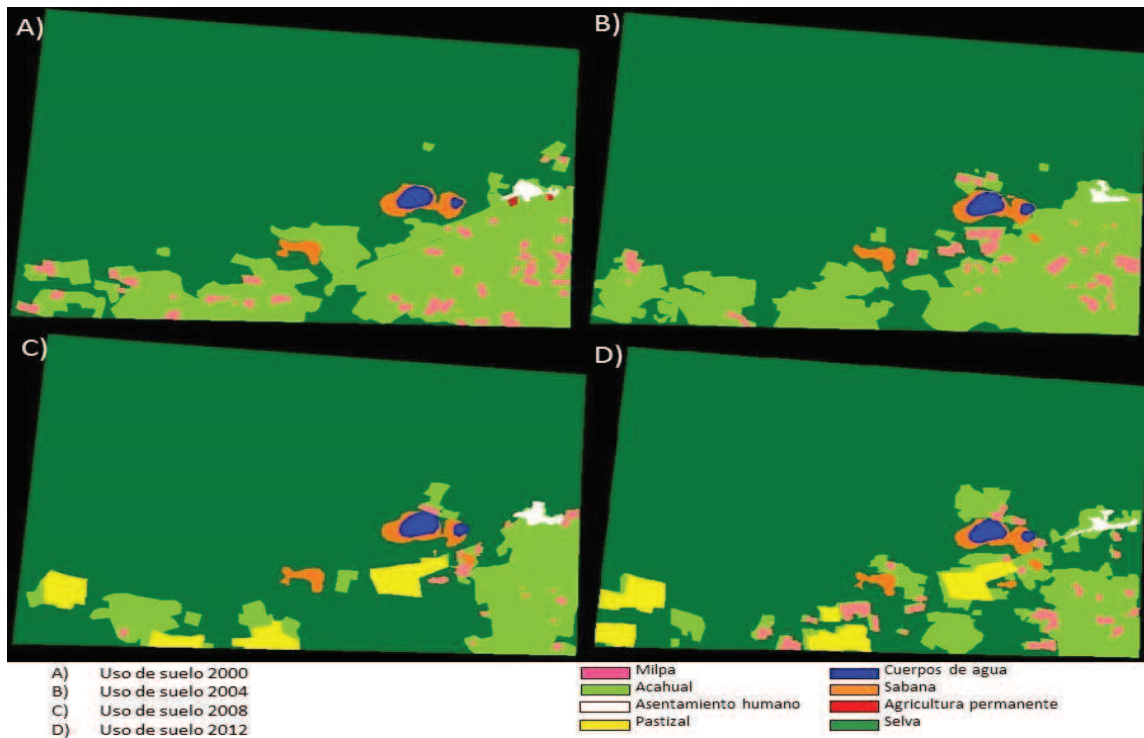 A)
B)
C)
D)
A) Uso de suelo 2000
B) Uso de suelo 2004
C) Uso de suelo 2008
D) Uso de suelo 2012
Milpa
Acahual
Asentamiento humano
Pastizal
Cuerpos de agua
Sabana
Agricultura permanente
Selva